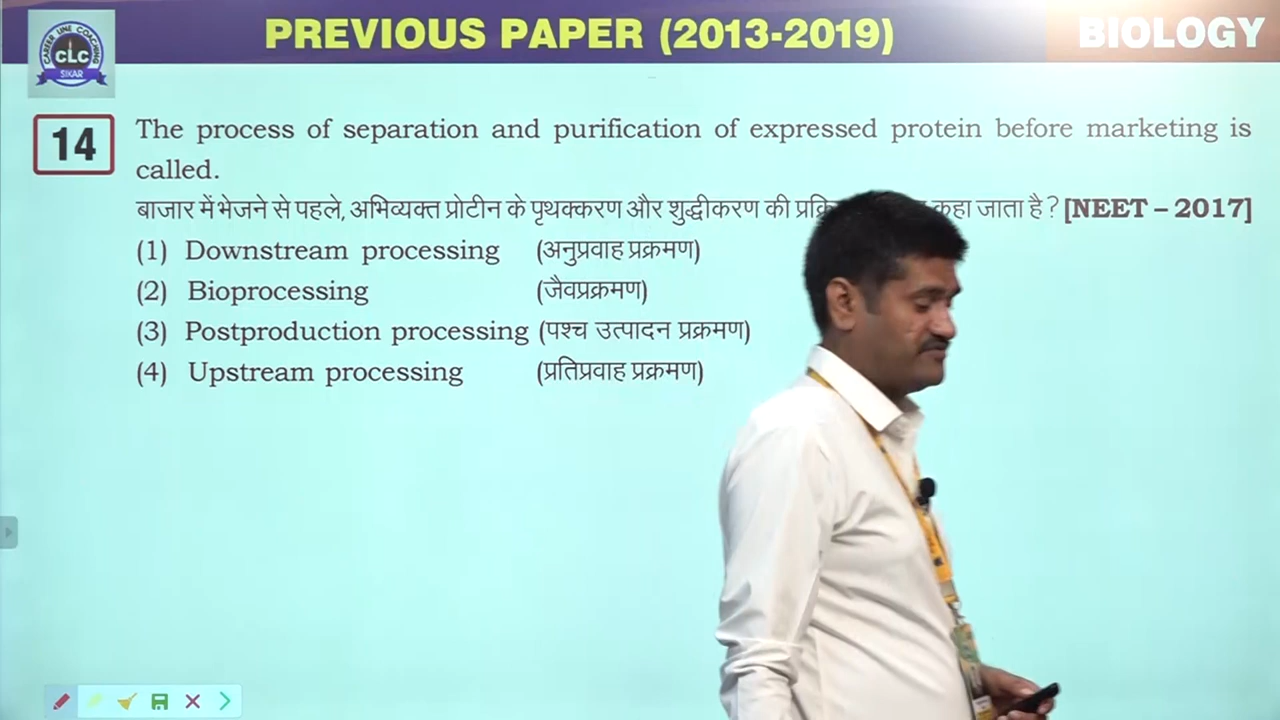 PREVIOUS PAPER (2013-2019)
BIOLOGY
CAREER LINE COACHING
CLC
SIKAR
14
The process of separation and purification of expressed protein before marketing is
called.
बाजार में भेजने से पहले, अभिव्यक्त प्रोटीन के पृथक्करण और शुद्धीकरण की कहा जाता है ? [NEET – 2017]
(1) Downstream processing (अनुप्रवाह प्रक्रमण)
(2) Bioprocessing (जैवप्रक्रमण)
(3) Postproduction processing (पश्च उत्पादन प्रक्रमण)
(4) Upstream processing (प्रतिप्रवाह प्रक्रमण)